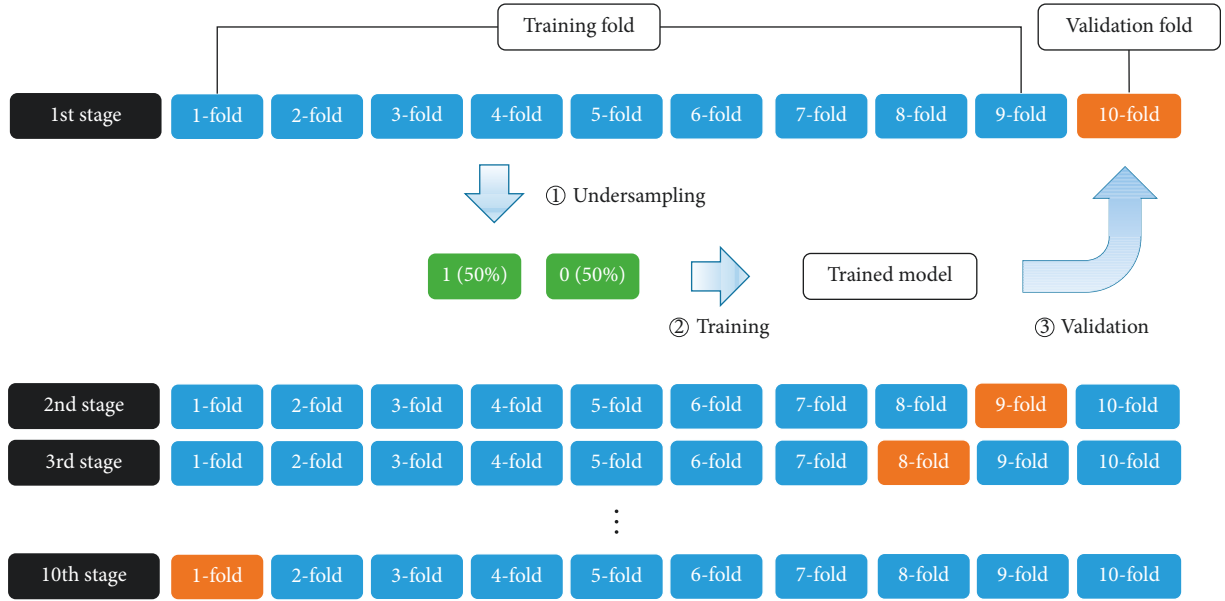 Training fold
Validation fold
1st stage 1-fold 2-fold 3-fold 4-fold 5-fold 6-fold 7-fold 8-fold 9-fold 10-fold
① Undersampling
1 (50%) 0 (50%) Trained model
② Training ③ Validation
2nd stage 1-fold 2-fold 3-fold 4-fold 5-fold 6-fold 7-fold 8-fold 9-fold 10-fold
3rd stage 1-fold 2-fold 3-fold 4-fold 5-fold 6-fold 7-fold 8-fold 9-fold 10-fold
⋮
10th stage 1-fold 2-fold 3-fold 4-fold 5-fold 6-fold 7-fold 8-fold 9-fold 10-fold